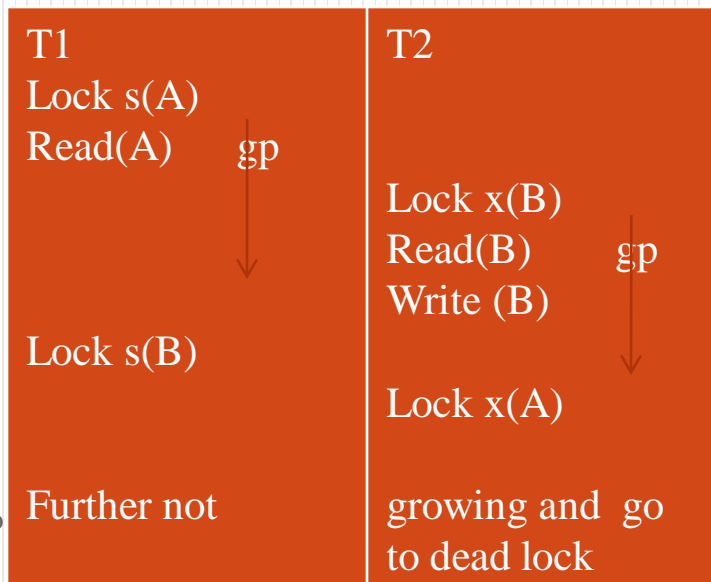 T1
Lock s(A)
Read(A) gp
Lock s(B)
Further not
T2
Lock x(B)
Read(B) gp
Write (B)
Lock x(A)
growing and go
to dead lock